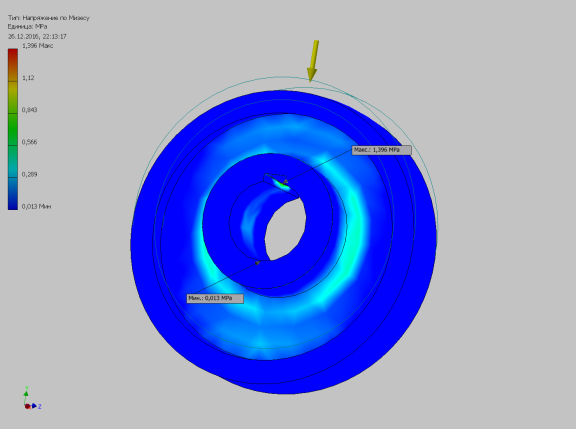 Тип: Напряжение по Мизесу
Единица: MPa
26.12.2016, 22:13:17
1,396 Макс
1,12
0,843
0,566
0,289
0,013 Мин
Макс.: 1,396 MPa
Мин.: 0,013 MPa
Z